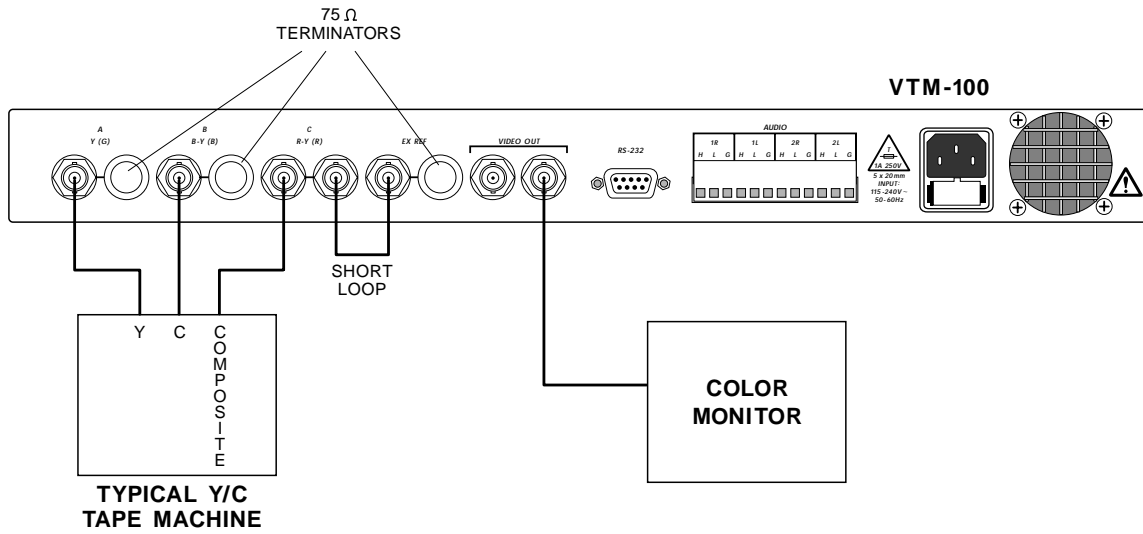 75 Ω
TERMINATORS
VTM-100
A
Y (G)
B
B-Y (B)
C
R-Y (R)
EX REF
VIDEO OUT
RS-232
AUDIO
1R 1L 2R 2L
H L G H L G H L G H L G
T
1A 250V
5 x 20mm
INPUT:
115-240V ~
50-60Hz
SHORT
LOOP
Y C COMPOSITE
COLOR
MONITOR
TYPICAL Y/C
TAPE MACHINE